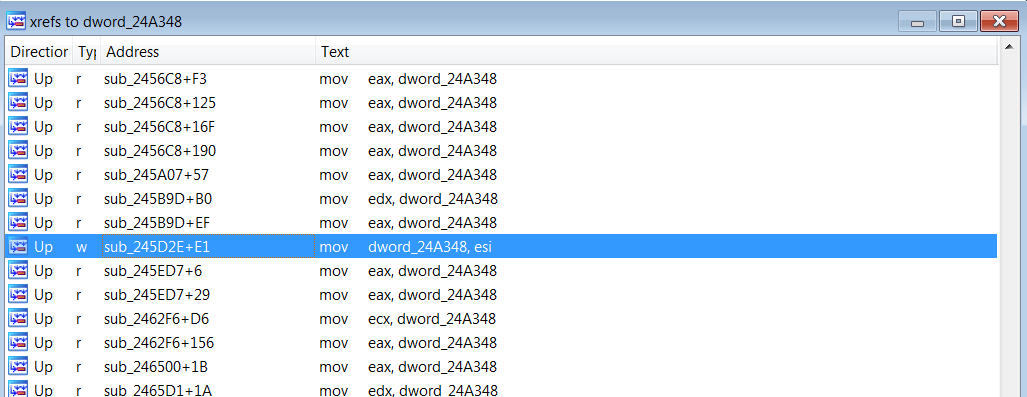 xrefs to dword_24A348
Direction Typ Address Text
Up r sub_2456C8+F3 mov eax, dword_24A348
Up r sub_2456C8+125 mov eax, dword_24A348
Up r sub_2456C8+16F mov eax, dword_24A348
Up r sub_2456C8+190 mov eax, dword_24A348
Up r sub_245A07+57 mov eax, dword_24A348
Up r sub_245B9D+B0 mov edx, dword_24A348
Up r sub_245B9D+EF mov eax, dword_24A348
Up w sub_245D2E+E1 mov dword_24A348, esi
Up r sub_245ED7+6 mov eax, dword_24A348
Up r sub_245ED7+29 mov eax, dword_24A348
Up r sub_2462F6+D6 mov ecx, dword_24A348
Up r sub_2462F6+156 mov eax, dword_24A348
Up r sub_246500+1B mov eax, dword_24A348
Up r sub_2465D1+1A mov edx, dword_24A348